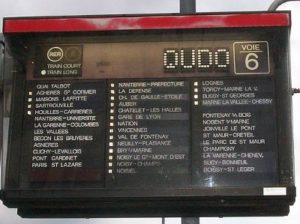 RER
TRAIN COURT
TRAIN LONG
QUDO
VOIE
6
QUAI TALBOT
ACHERES GD CORMIER
MAISONS LAFFITTE
SARTROUVILLE
HOUILLES-CARRIERES
NANTERRE-UNIVERSITE
LA GARENNE-COLOMBES
LES VALLEES
BECON LES BRUYERES
ASNIERES
CLICHY-LEVALLOIS
PONT CARDINET
PARIS ST LAZARE
NANTERRE-PREFECTURE
LA DEFENSE
CH. DE GAULLE-ETOILE
AUBER
CHATELET-LES HALLES
GARE DE LYON
NATION
VINCENNES
VAL DE FONTENAY
NEUILLY-PLAISANCE
BRY/MARNE
NOISY LE GD-MONT D'EST
NOISY-CHAMPS
NOISIEL
LOGNES
TORCY-MARNE LA V.
BUSSY-ST GEORGES
MARNE LA VALLEE-CHESSY
FONTENAY S/BOIS
NOGENT S/MARNE
JOINVILLE LE PONT
ST MAUR-CRETEIL
LE PARC DE ST MAUR
CHAMPIGNY
LA VARENNE-CHENEV.
SUCY-BONNEUIL
BOISSY-ST LEGER